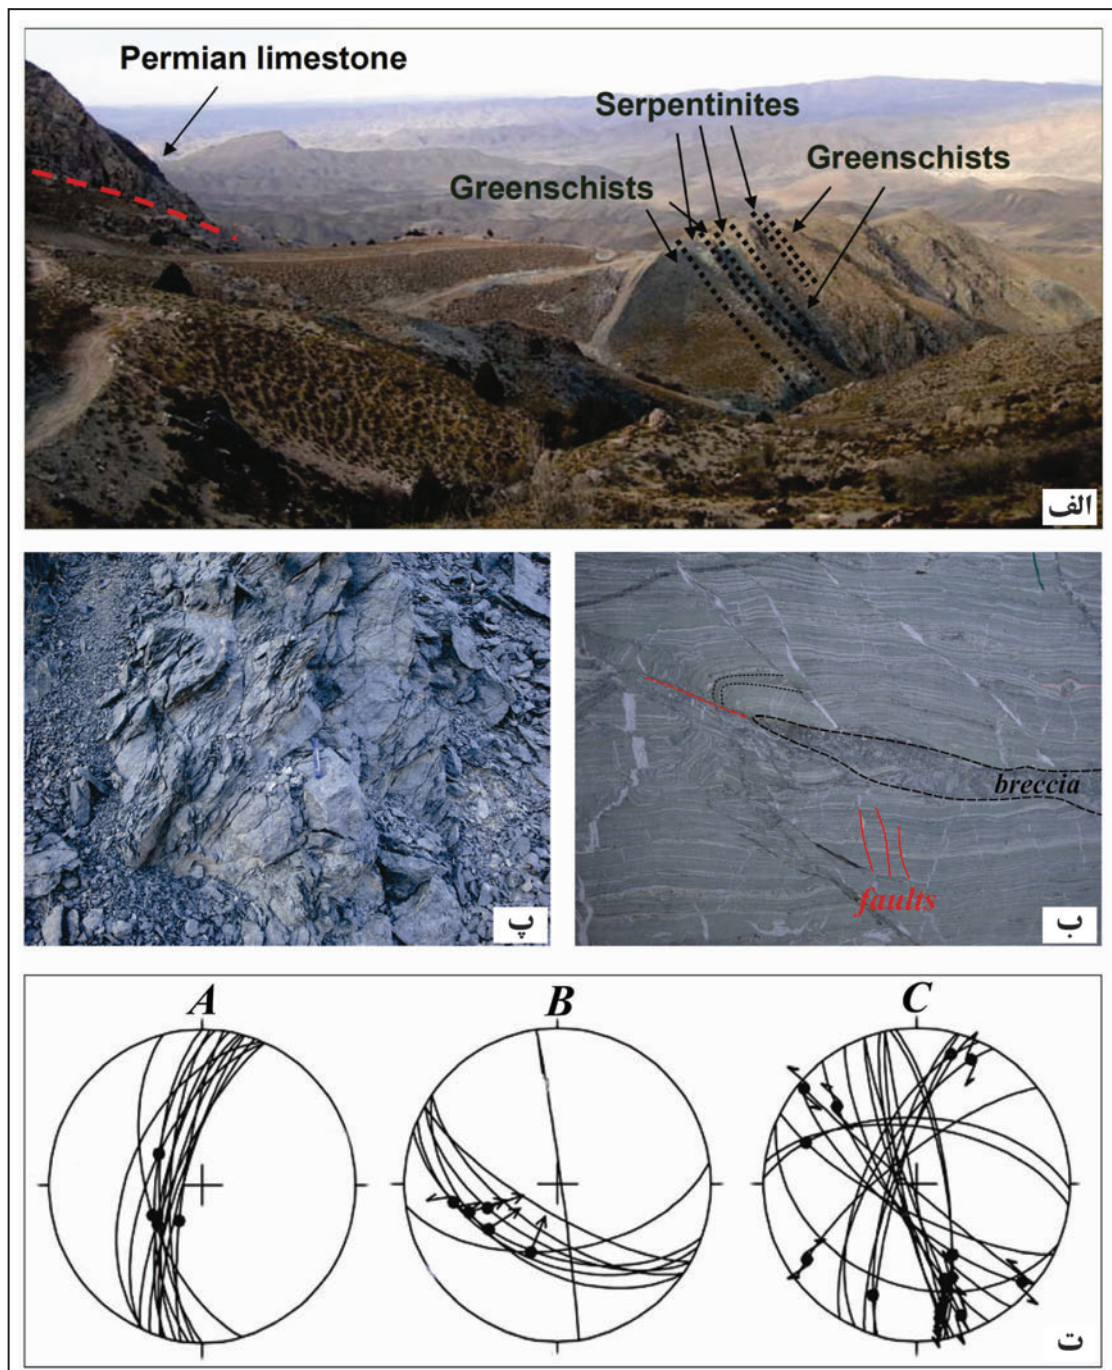 Permian limestone
Serpentinites
Greenschists
Greenschists
الف
پ
breccia
faults
ب
A
B
C
ت